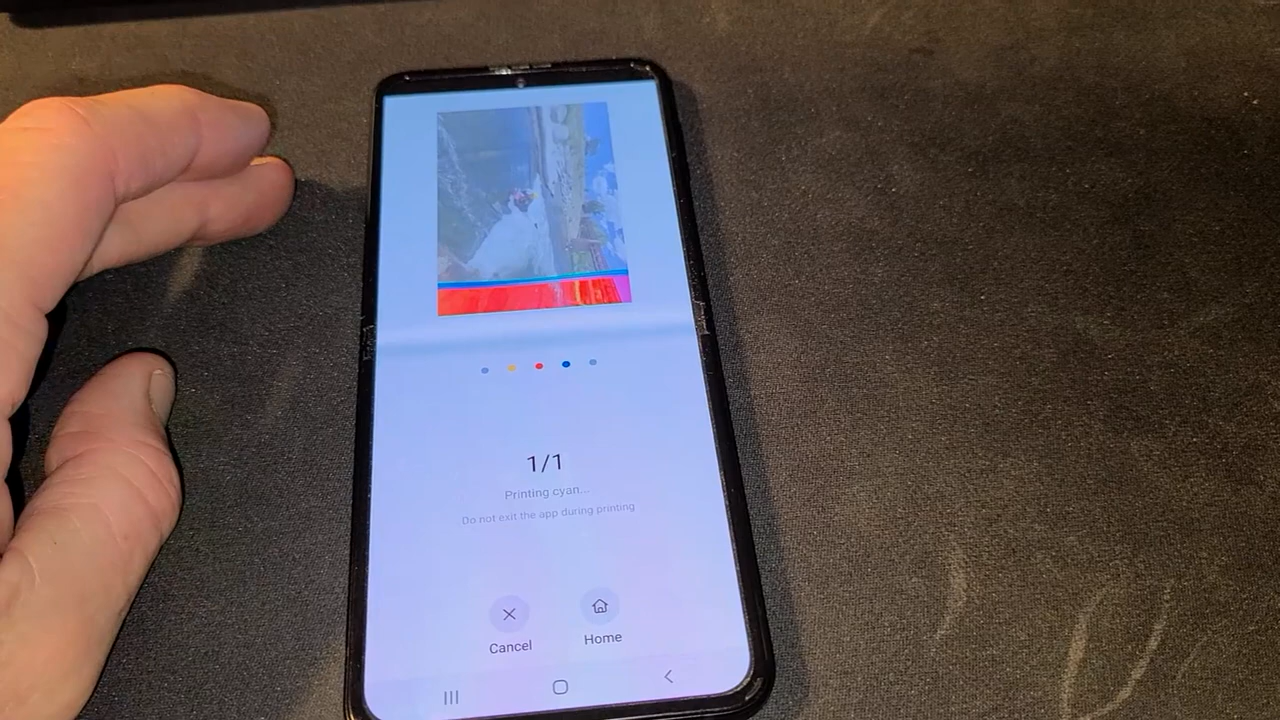 1/1
Printing cyan...
Do not exit the app during printing
Cancel
Home